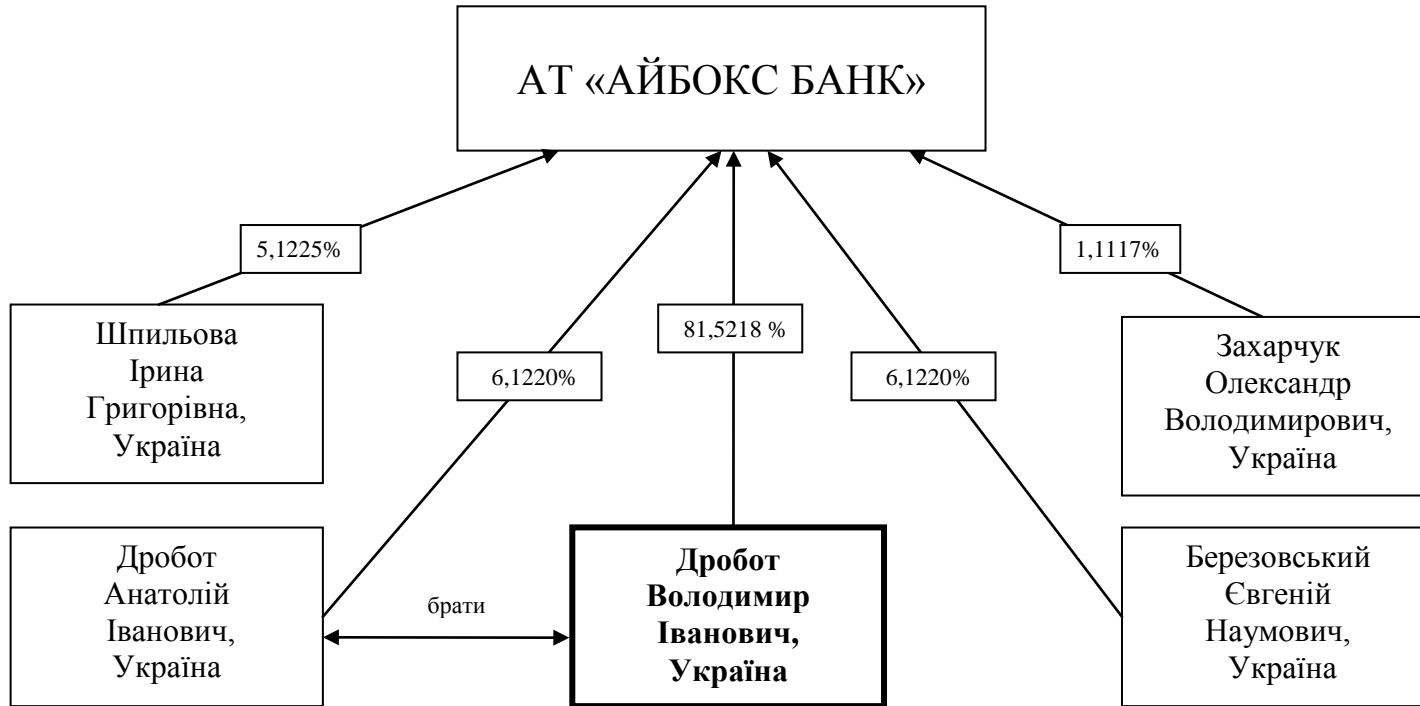 АТ «АЙБОКС БАНК»
5,1225%
1,1117%
Шпильова
Ірина
Григорівна,
Україна
6,1220%
81,5218 %
6,1220%
Захарчук
Олександр
Володимирович,
Україна
Дробот
Анатолій
Іванович,
Україна
брати
Дробот
Володимир
Іванович,
Україна
Березовський
Євгеній
Наумович,
Україна